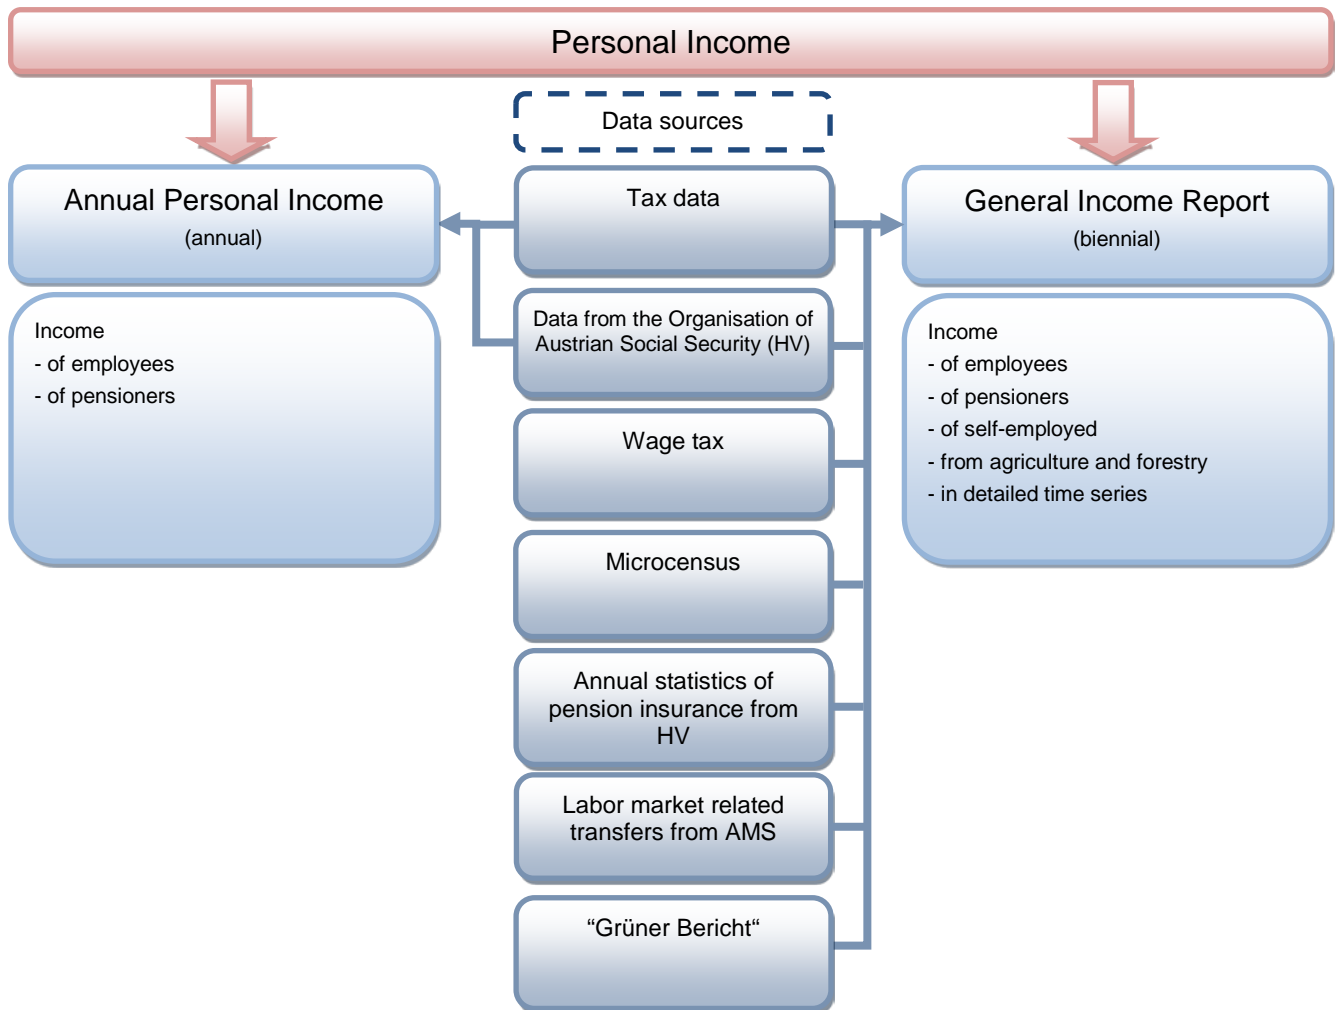 Personal Income
Data sources
Annual Personal Income
(annual)
Income
- of employees
- of pensioners
Tax data
Data from the Organisation of
Austrian Social Security (HV)
Wage tax
Microcensus
Annual statistics of
pension insurance from
HV
Labor market related
transfers from AMS
“Grüner Bericht“
General Income Report
(biennial)
Income
- of employees
- of pensioners
- of self-employed
- from agriculture and forestry
- in detailed time series